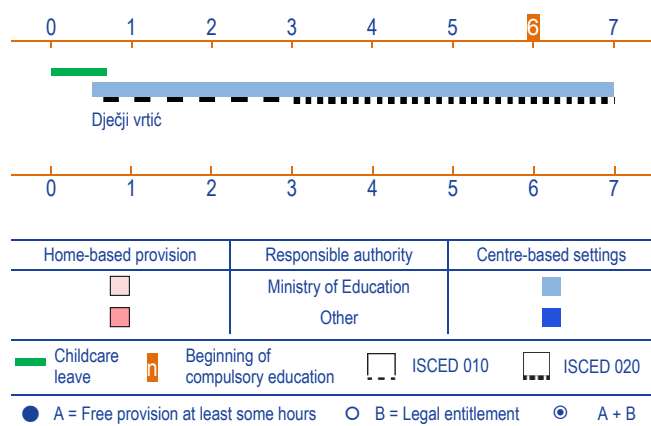 0 1 2 3 4 5 6 7
Dječji vrtić
0 1 2 3 4 5 6 7
Home-based provision Responsible authority Centre-based settings
Ministry of Education
Other
Childcare leave
n Beginning of compulsory education
ISCED 010
ISCED 020
A = Free provision at least some hours B = Legal entitlement A + B